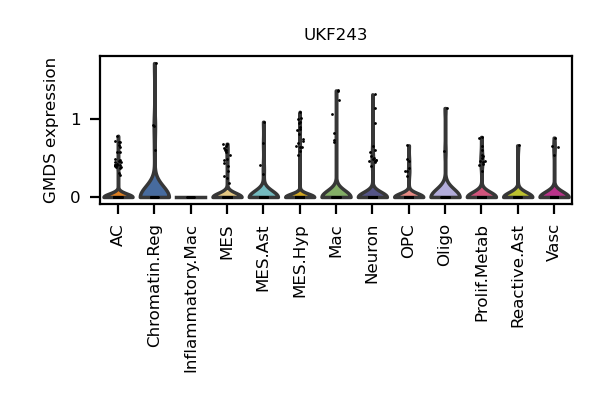 UKF243
GMDS expression
1
0
AC
Chromatin.Reg
Inflammatory.Mac
MES
MES.Ast
MES.Hyp
Mac
Neuron
OPC
Oligo
Prolif.Metab
Reactive.Ast
Vasc